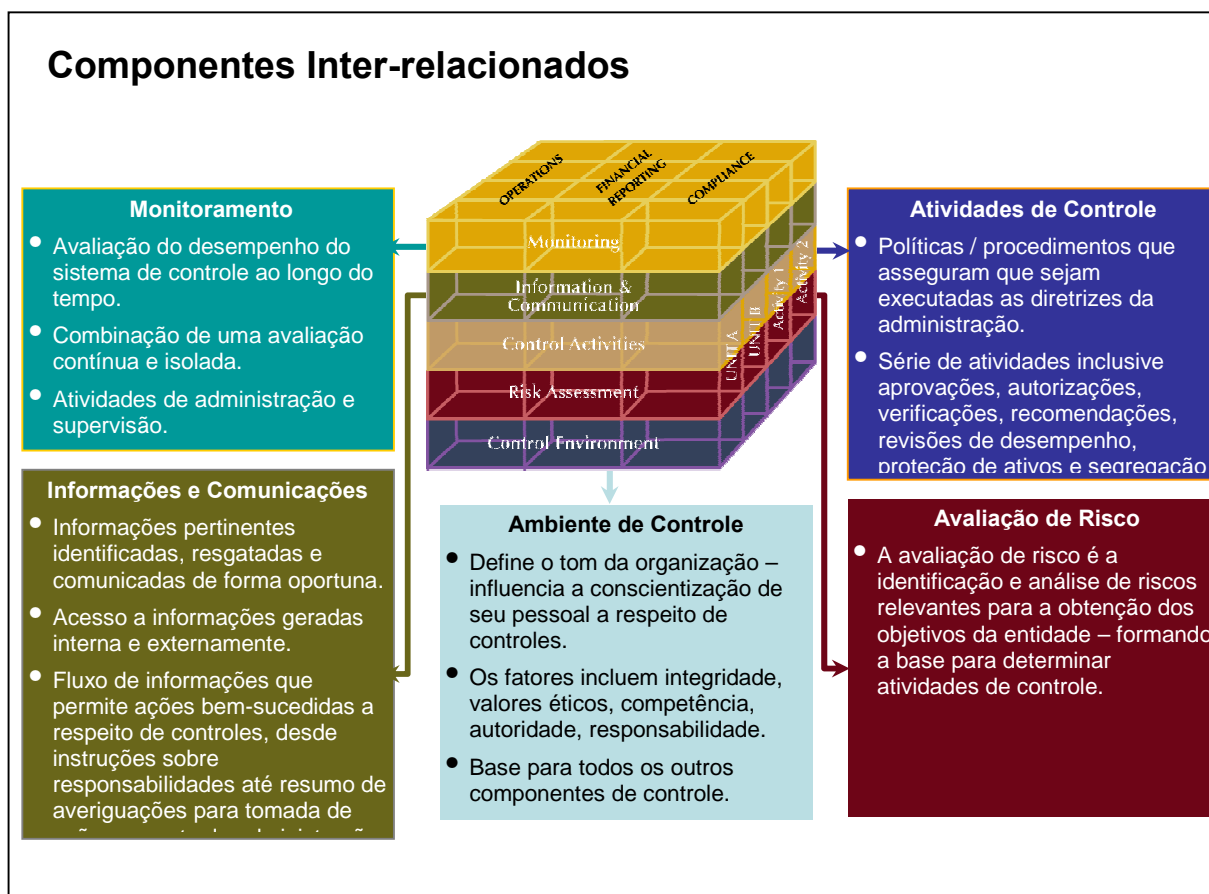 Componentes Inter-relacionados
OPERATIONS
FINANCIAL
REPORTING
COMPLIANCE
Monitoring
Information &
Communication
Control Activities
Risk Assessment
Control Environment
UNIT A
UNIT B
Activity 1
Activity 2
Monitoramento
• Avaliação do desempenho do
sistema de controle ao longo do
tempo.
• Combinação de uma avaliação
contínua e isolada.
• Atividades de administração e
supervisão.
Informações e Comunicações
• Informações pertinentes
identificadas, resgatadas e
comunicadas de forma oportuna.
• Acesso a informações geradas
interna e externamente.
• Fluxo de informações que
permite ações bem-sucedidas a
respeito de controles, desde
instruções sobre
responsabilidades até resumo de
averiguações para tomada de
Ambiente de Controle
• Define o tom da organização –
influencia a conscientização de
seu pessoal a respeito de
controles.
• Os fatores incluem integridade,
valores éticos, competência,
autoridade, responsabilidade.
• Base para todos os outros
componentes de controle.
Atividades de Controle
• Políticas / procedimentos que
asseguram que sejam
executadas as diretrizes da
administração.
• Série de atividades inclusive
aprovações, autorizações,
verificações, recomendações,
revisões de desempenho,
proteção de ativos e segregação
Avaliação de Risco
• A avaliação de risco é a
identificação e análise de riscos
relevantes para a obtenção dos
objetivos da entidade – formando
a base para determinar
atividades de controle.